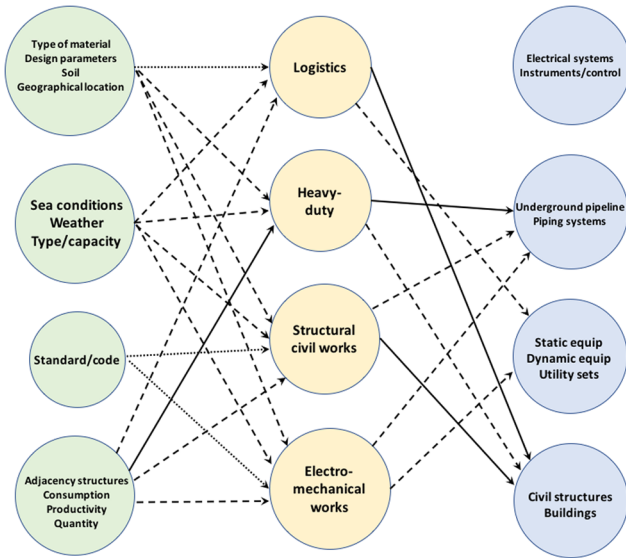 Type of material
Design parameters
Soil
Geographical location
Logistics
Electrical systems
Instruments/control
Sea conditions
Weather
Type/capacity
Heavy-
duty
Underground pipeline
Piping systems
Standard/code
Structural
civil works
Static equip
Dynamic equip
Utility sets
Adjacency structures
Consumption
Productivity
Quantity
Electro-
mechanical
works
Civil structures
Buildings